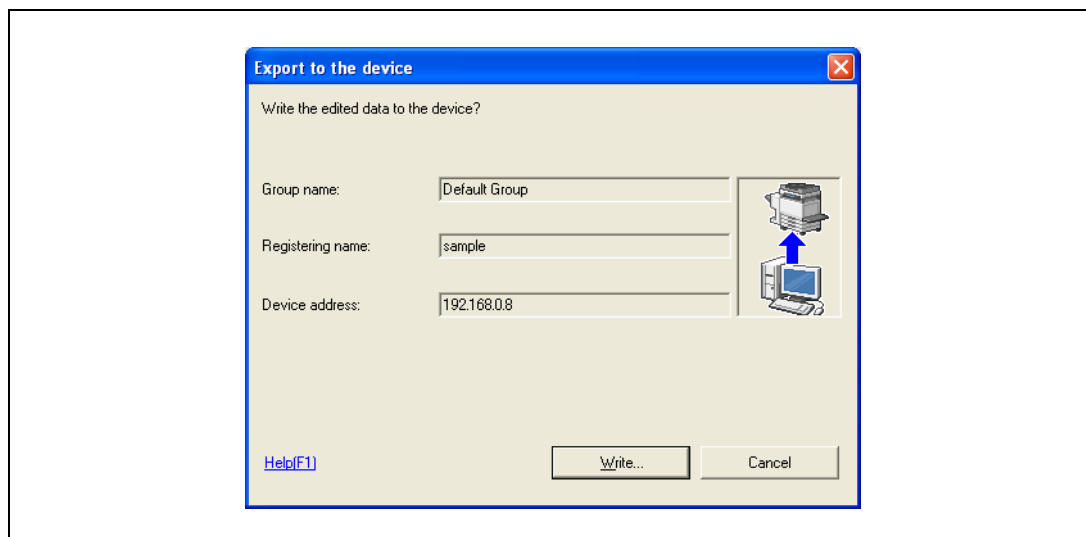 Export to the device
Write the edited data to the device?
Group name: Default Group
Registering name: sample
Device address: 192.168.0.8
Help(F1) Write... Cancel